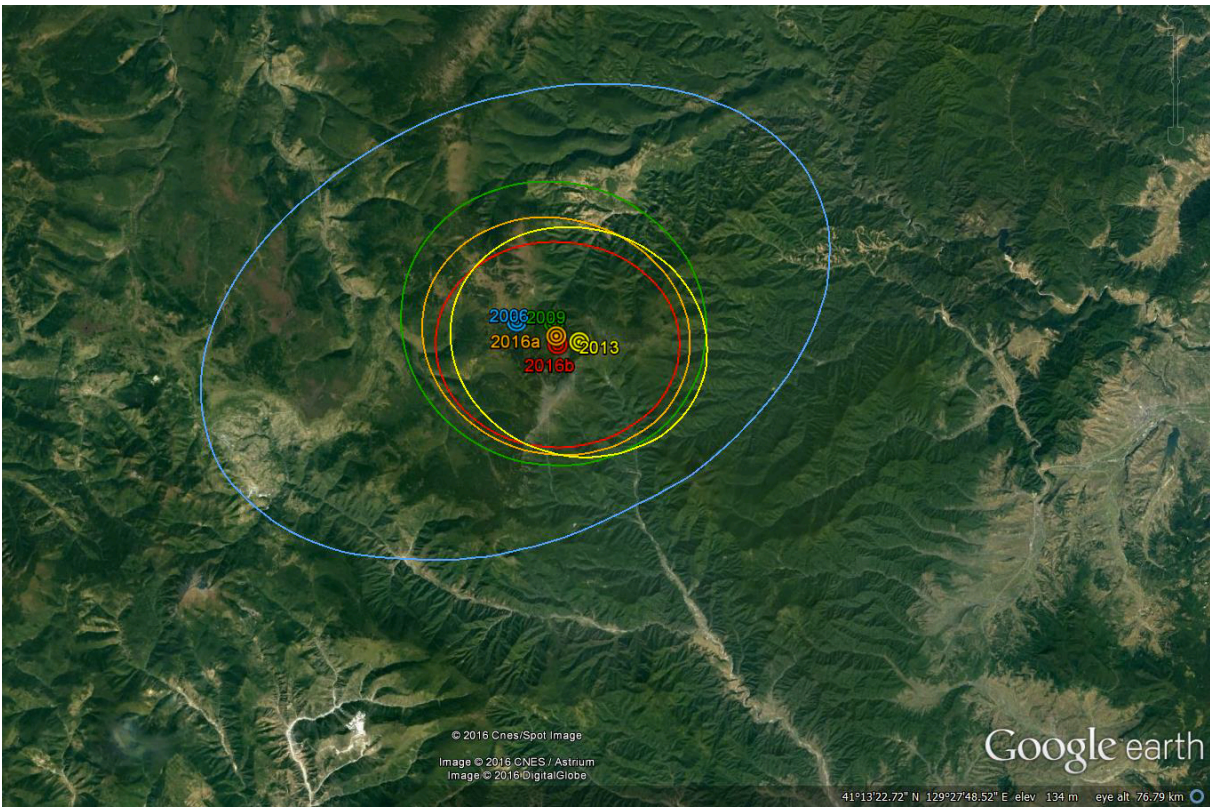 2006
2009
2016a
2013
2016b
© 2016 Cnes/Spot Image
Image © 2016 CNES / Astrium
Image © 2016 DigitalGlobe
Google earth
41°13'22.72" N 129°27'48.52" E elev 134 m eye alt 76.79 km